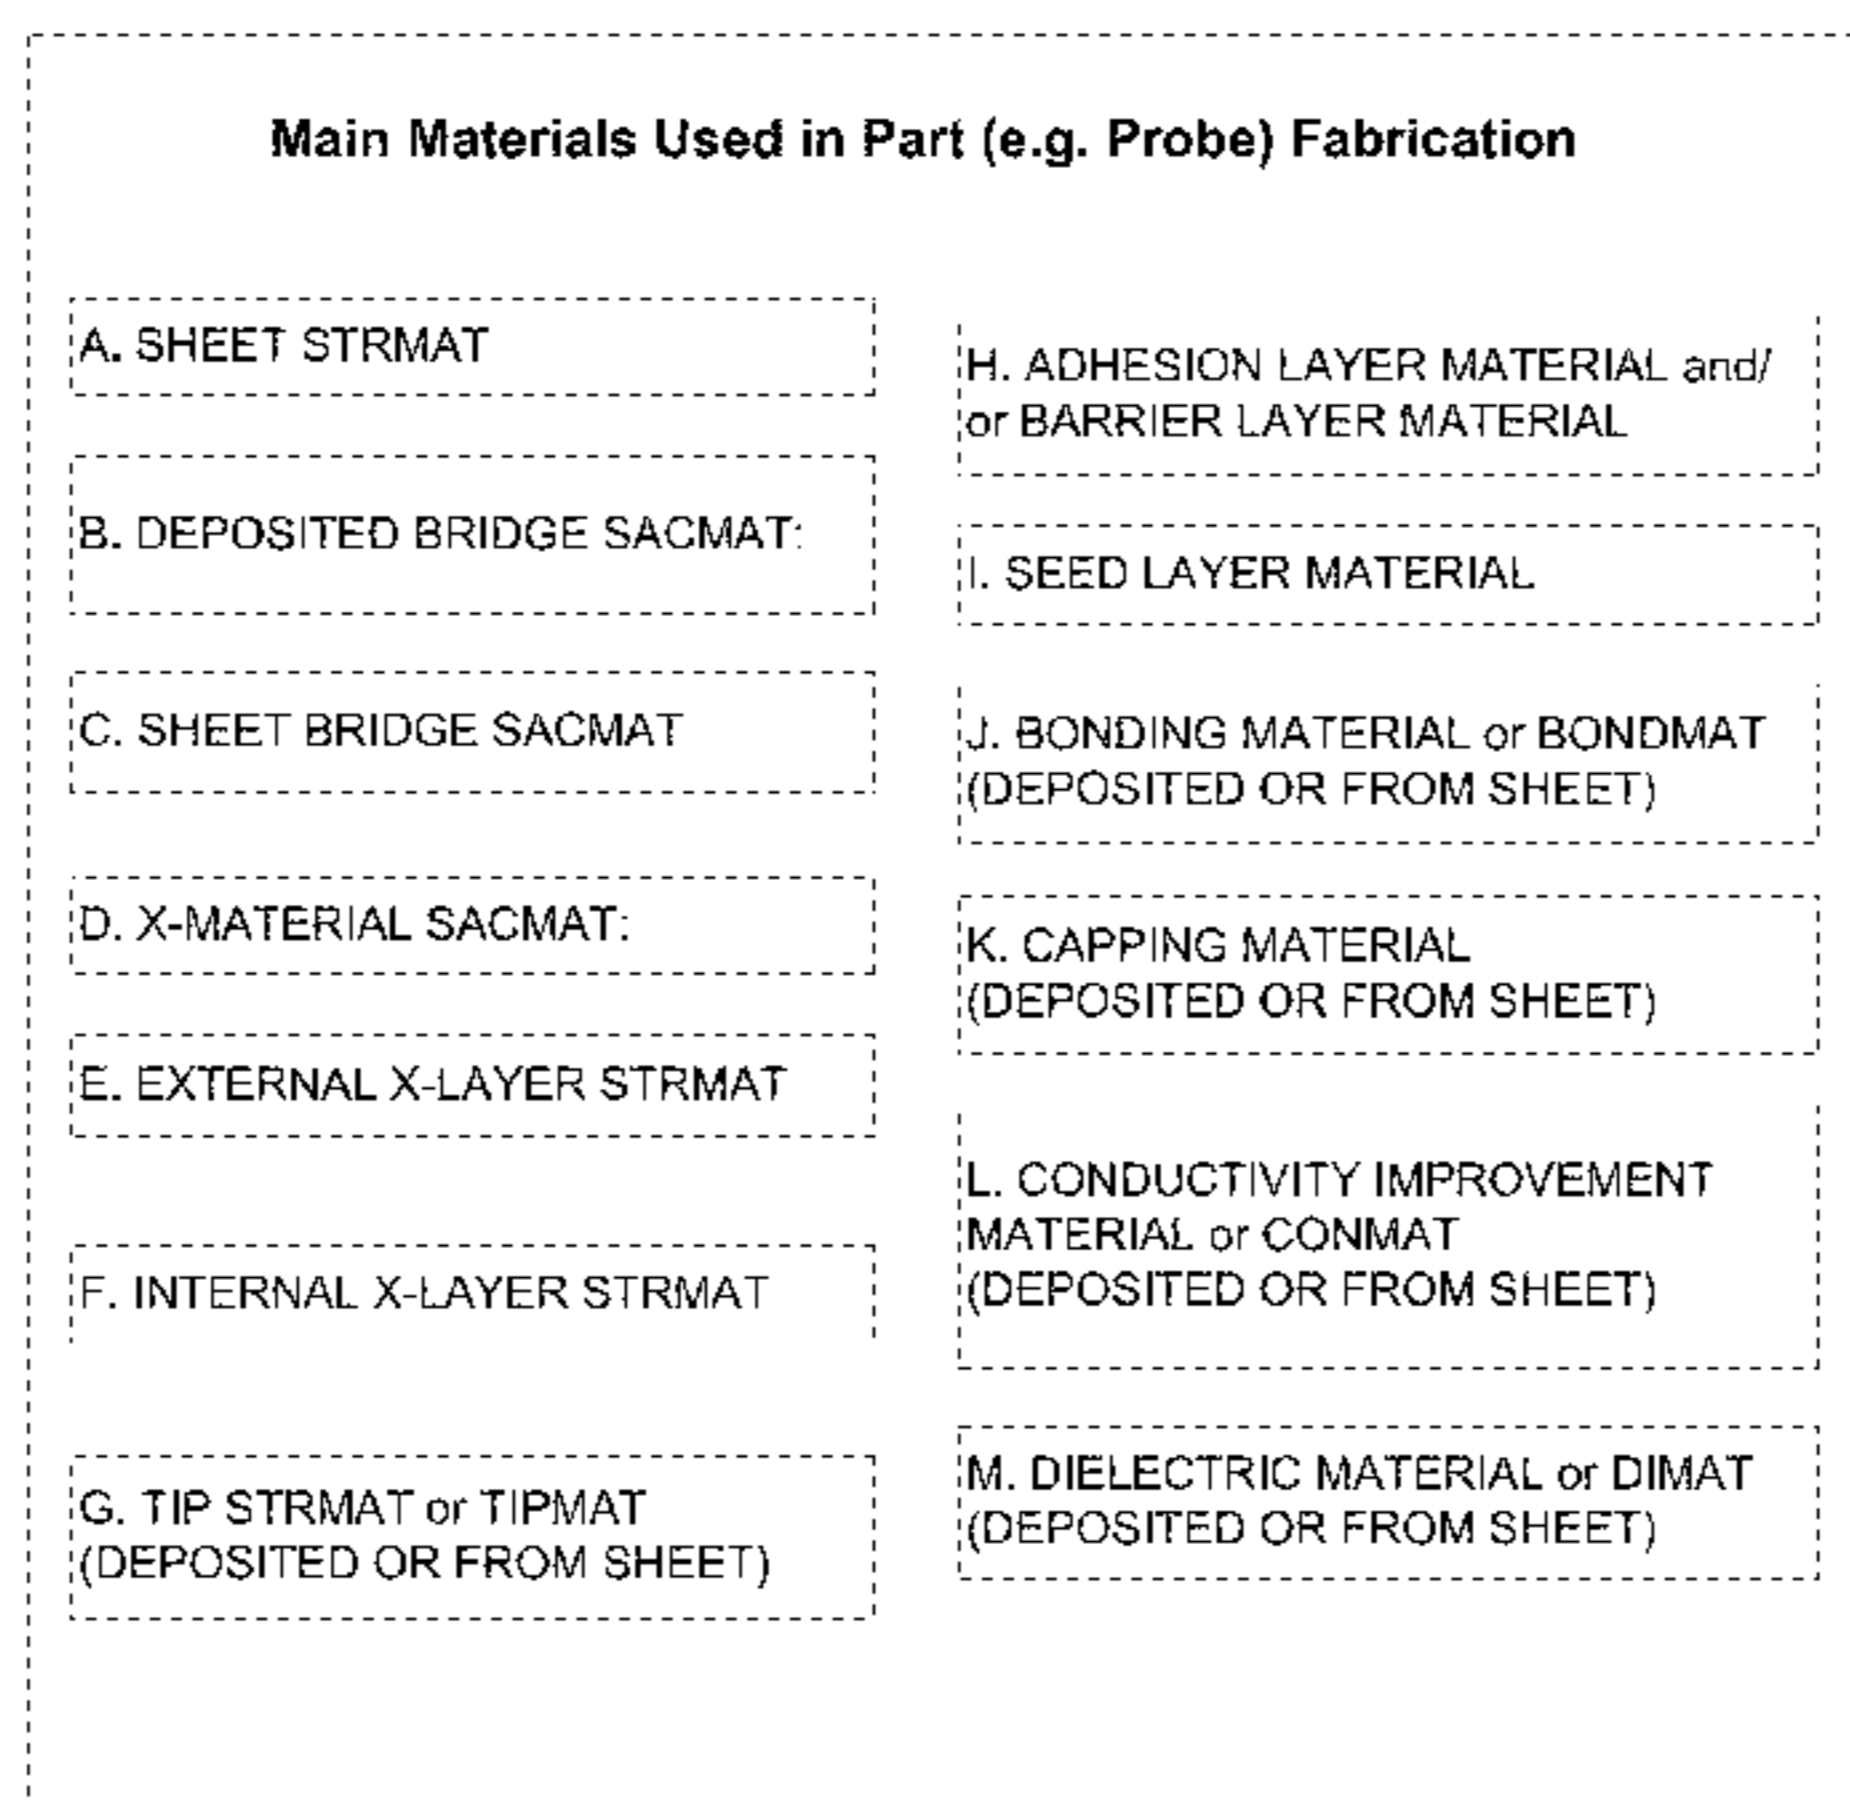 Main Materials Used in Part (e.g. Probe) Fabrication
A. SHEET STRMAT
B. DEPOSITED BRIDGE SACMAT:
C. SHEET BRIDGE SACMAT
D. X-MATERIAL SACMAT:
E. EXTERNAL X-LAYER STRMAT
F. INTERNAL X-LAYER STRMAT
G. TIP STRMAT or TIPMAT
(DEPOSITED OR FROM SHEET)
H. ADHESION LAYER MATERIAL and/
or BARRIER LAYER MATERIAL
I. SEED LAYER MATERIAL
J. BONDING MATERIAL or BONDMAT
(DEPOSITED OR FROM SHEET)
K. CAPPING MATERIAL
(DEPOSITED OR FROM SHEET)
L. CONDUCTIVITY IMPROVEMENT
MATERIAL or CONMAT
(DEPOSITED OR FROM SHEET)
M. DIELECTRIC MATERIAL or DIMAT
(DEPOSITED OR FROM SHEET)